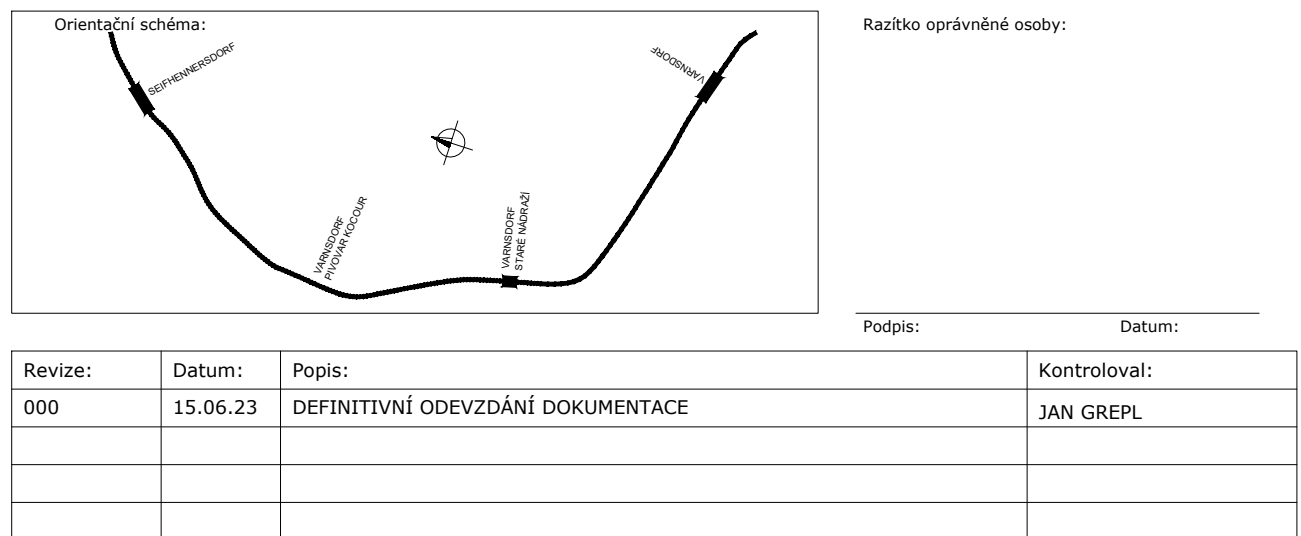 Orientační schéma:
SEIFHENNERSDORF
VARNSDORF
PIVOVAR KOCOUR
VARNSDORF
STARÉ NÁDRAŽÍ
VARNSDORF
Razítko oprávněné osoby:
Podpis: Datum:
Revize: Datum: Popis: Kontroloval:
000 15.06.23 DEFINITIVNÍ ODEVZDÁNÍ DOKUMENTACE JAN GREPL